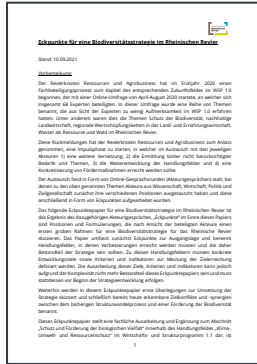 Eckpunkte für eine Biodiversitätsstrategie im Rheinischen Revier
Stand: 10.09.2021
Vorbemerkung:
Der Revierknoten Ressourcen und Agrobusiness hat im Frühjahr 2020 einen
Fachbeteiligungsprozess zum Kapitel des entsprechenden Zukunftsfeldes im WSP 1.0
begonnen, der mit einer Online-Umfrage von April-August 2020 startete, an welcher sich
insgesamt 68 Experten beteiligten. In dieser Umfrage wurde eine Reihe von Themen
benannt, die aus Sicht der Experten zu wenig Aufmerksamkeit im WSP 1.0 erfahren
hatten. Unter anderem waren dies die Themen Schutz der Biodiversität, nachhaltige
Landwirtschaft, regionale Wertschöpfungsketten in der Land- und Ernährungswirtschaft,
Wasser als Ressource und Wald im Rheinischen Revier.
Diese Rückmeldungen hat der Revierknoten Ressourcen und Agrobusiness zum Anlass
genommen, eine Impulsphase zu starten, in welcher im Austausch mit den jeweiligen
Akteuren 1) eine weitere Vernetzung, 2) die Ermittlung bisher nicht berücksichtigter
Bedarfe und Themen, 3) die Weiterentwicklung der Handlungsfelder und 4) eine
Konkretisierung von Fördermaßnahmen erreicht werden sollte.
Der Austausch fand in Form von Online-Gesprächsrunden (Akteursgesprächen) statt, bei
denen zu den oben genannten Themen Akteure aus Wissenschaft, Wirtschaft, Politik und
Zivilgesellschaft zunächst ihre verschiedenen Positionen ausgetauscht haben und diese
anschließend in Form von Eckpunkten aufgearbeitet wurden.
Das folgende Eckpunktepapier für eine Biodiversitätsstrategie im Rheinischen Revier ist
das Ergebnis des dazugehörigen Akteursgespräches. „Eckpunkte“ im Sinne dieses Papiers
sind Positionen und Formulierungen, die nach Ansicht der beteiligten Akteure einen
ersten groben Rahmen für eine Biodiversitätsstrategie für das Rheinische Revier
skizzieren. Das Papier umfasst zunächst Eckpunkte zur Ausgangslage und benennt
Handlungsfelder, in denen Verbesserungen erreicht werden müssen und die daher
Bestandteil der Strategie sein sollten. Zu diesen Handlungsfeldern müssen konkrete
Entwicklungsziele sowie Kriterien und Indikatoren zur Messung der Zielerreichung
definiert werden. Die Ausarbeitung dieser Ziele, Kriterien und Indikatoren kann jedoch
aufgrund der Komplexität nicht mehr Bestandteil dieses Eckpunktepapiers sein und muss
stattdessen vor Beginn der Strategieentwicklung erfolgen.
Weiterhin werden in diesem Eckpunktepapier erste Überlegungen zur Umsetzung der
Strategie skizziert und schließlich bereits heute erkennbare Zielkonflikte und -synergien
zwischen dem bisherigen Strukturwandelprozess und einer Förderung der Biodiversität
benannt.
Dieses Eckpunktepapier stellt eine fachliche Ausarbeitung und Ergänzung zum Abschnitt
„Schutz und Förderung der biologischen Vielfalt“ innerhalb des Handlungsfeldes „Klima-,
Umwelt- und Ressourcenschutz“ im Wirtschafts- und Strukturprogramm 1.1 dar, ist
1